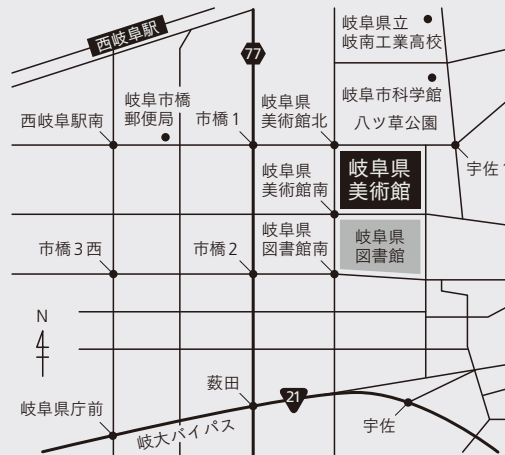 西岐阜駅
77
岐阜県立
岐南工業高校
岐阜市橋
郵便局
岐阜市科学館
西岐阜駅南
市橋1
岐阜県
美術館北
八ツ草公園
岐阜県
美術館
宇佐1
岐阜県
美術館南
市橋3西
市橋2
岐阜県
図書館南
岐阜県
図書館
N
薮田
21
岐阜県庁前
岐大バイパス
宇佐